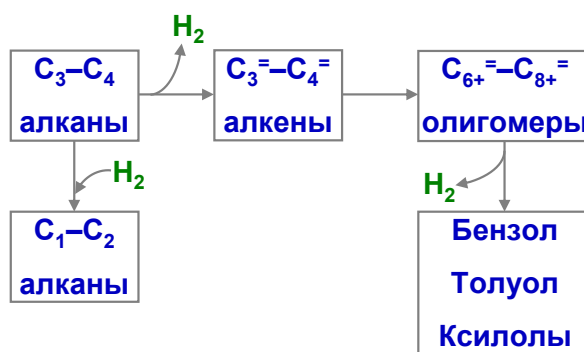 H₂
C₃–C₄
алканы
C₃⁼–C₄⁼
алкены
C₆₊⁼–C₈₊⁼
олигомеры
H₂
H₂
C₁–C₂
алканы
Бензол
Толуол
Ксилолы